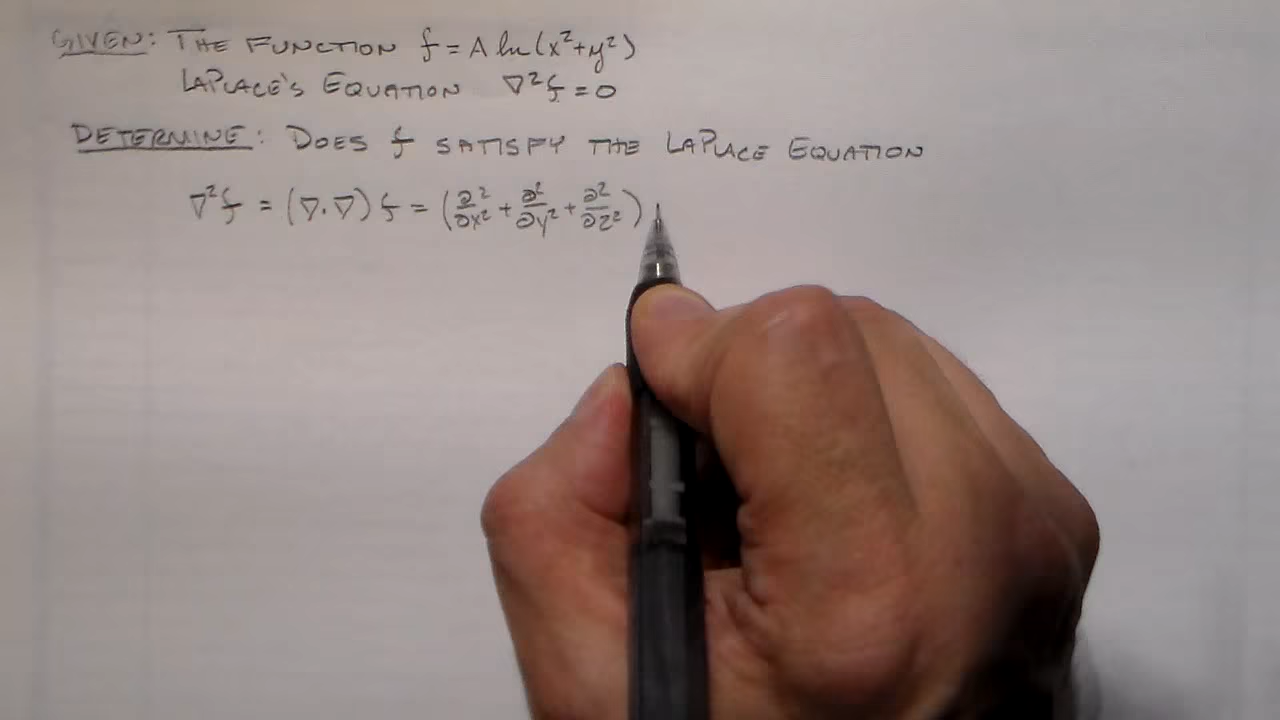 GIVEN: THE FUNCTION f = A ln(x²+y²)
LAPLACE'S EQUATION ∇²f = 0
DETERMINE: DOES f SATISFY THE LAPLACE EQUATION
∇²f = (∇·∇)f = (∂²/∂x² + ∂²/∂y² + ∂²/∂z²)